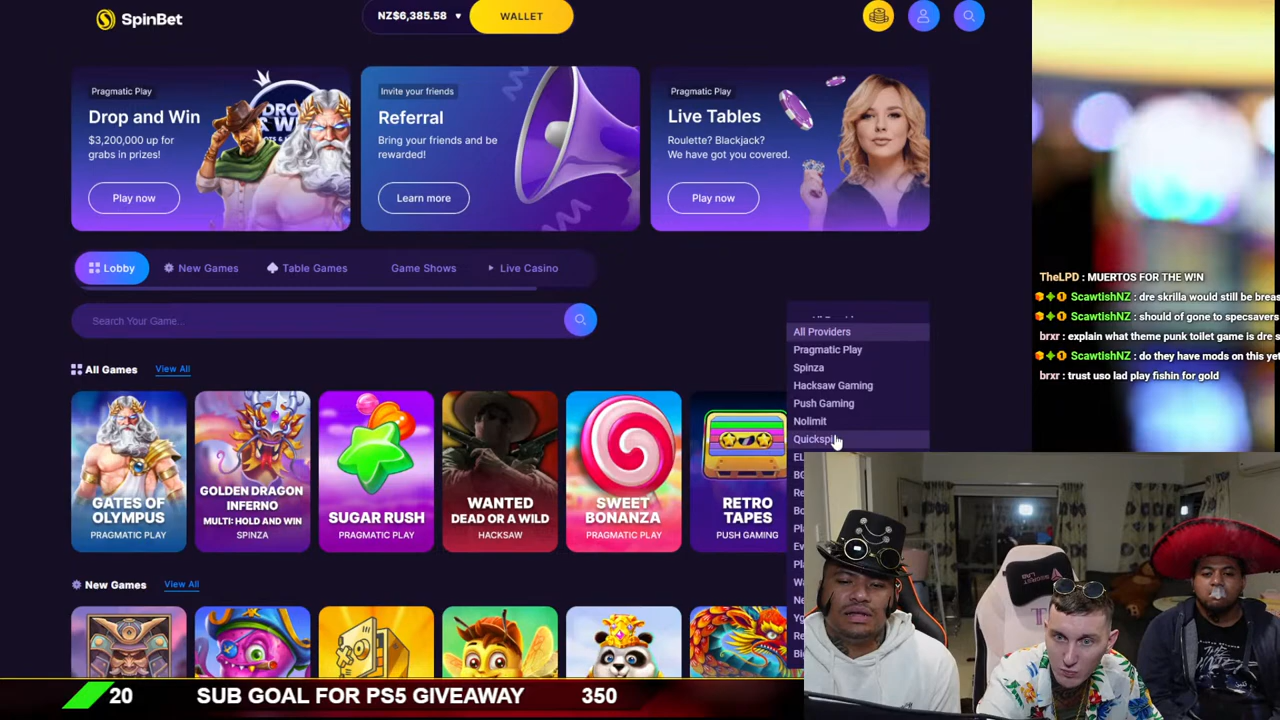 SpinBet
NZ$6,385.58
WALLET
Pragmatic Play
Drop and Win
$3,200,000 up for
grabs in prizes!
Play now
Invite your friends
Referral
Bring your friends and be
rewarded!
Learn more
Pragmatic Play
Live Tables
Roulette? Blackjack?
We have got you covered.
Play now
Lobby
New Games
Table Games
Game Shows
Live Casino
Search Your Game...
All Providers
Pragmatic Play
Spinza
Hacksaw Gaming
Push Gaming
Nolimit
All Games
View All
GATES OF
OLYMPUS
PRAGMATIC PLAY
GOLDEN DRAGON
INFERNO
MULTI: HOLD AND WIN
SPINZA
SUGAR RUSH
PRAGMATIC PLAY
WANTED
DEAD OR A WILD
HACKSAW
SWEET
BONANZA
PRAGMATIC PLAY
RETRO
TAPES
PUSH GAMING
New Games
View All
TheLPD : MUERTOS FOR THE W!N
ScawtishNZ : dre skrilla would still be
ScawtishNZ : should of gone to specsavers
brxr : explain what theme punk toilet game is dre
ScawtishNZ : do they have mods on this
brxr : trust uso lad play fishin for gold
20
SUB GOAL FOR PS5 GIVEAWAY
350